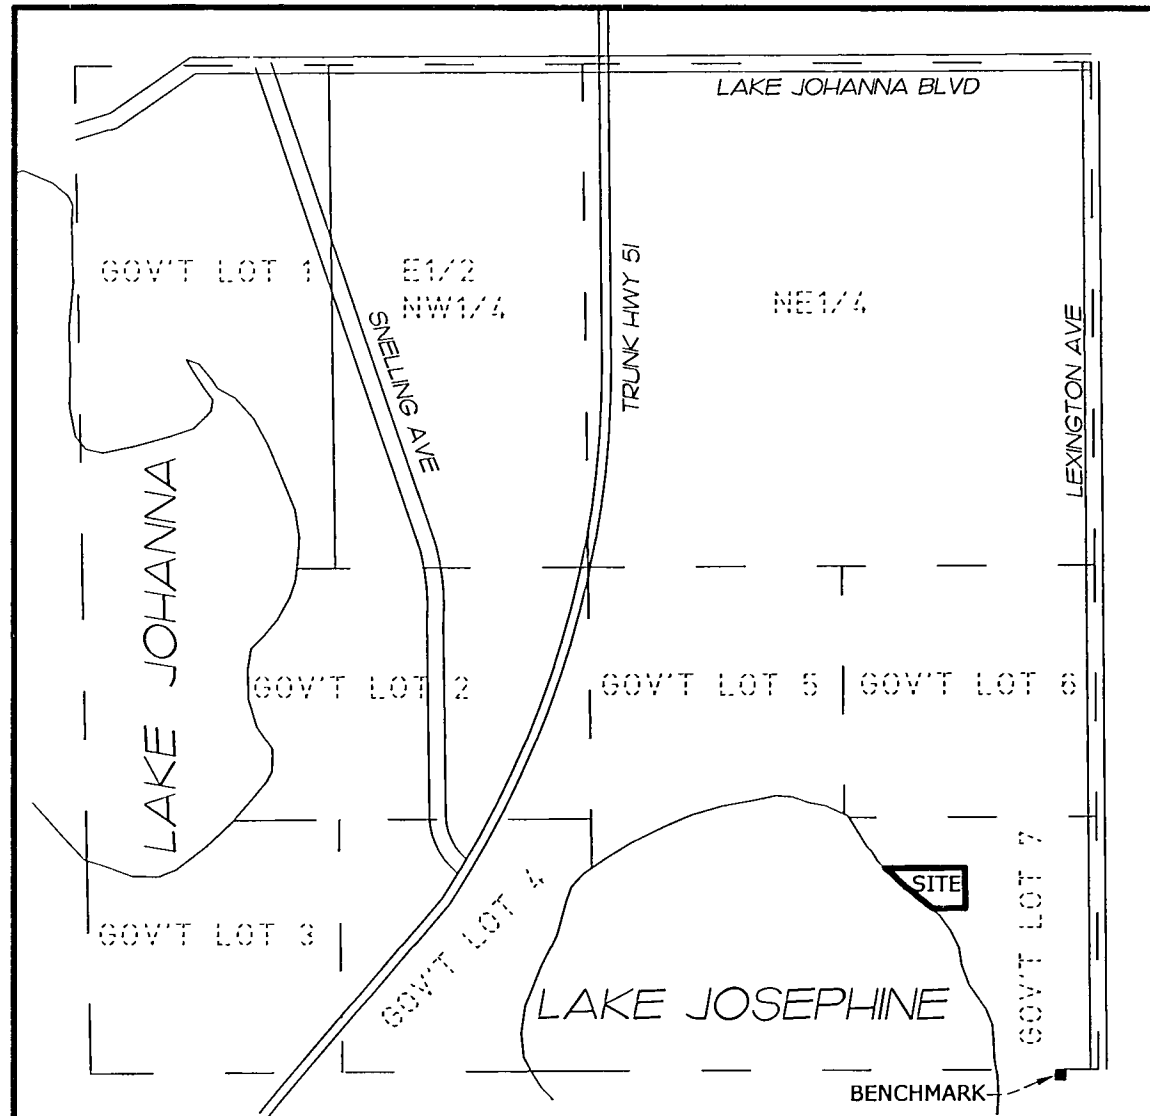 LAKE JOHANNA BLVD
GOV'T LOT 1
E1/2
NW1/4
NE1/4
SNELLING AVE
TRUNK HWY 51
LEXINGTON AVE
LAKE JOHANNA
GOV'T LOT 2
GOV'T LOT 5
GOV'T LOT 6
GOV'T LOT 3
GOV'T LOT 4
SITE
GOV'T LOT 7
LAKE JOSEPHINE
BENCHMARK